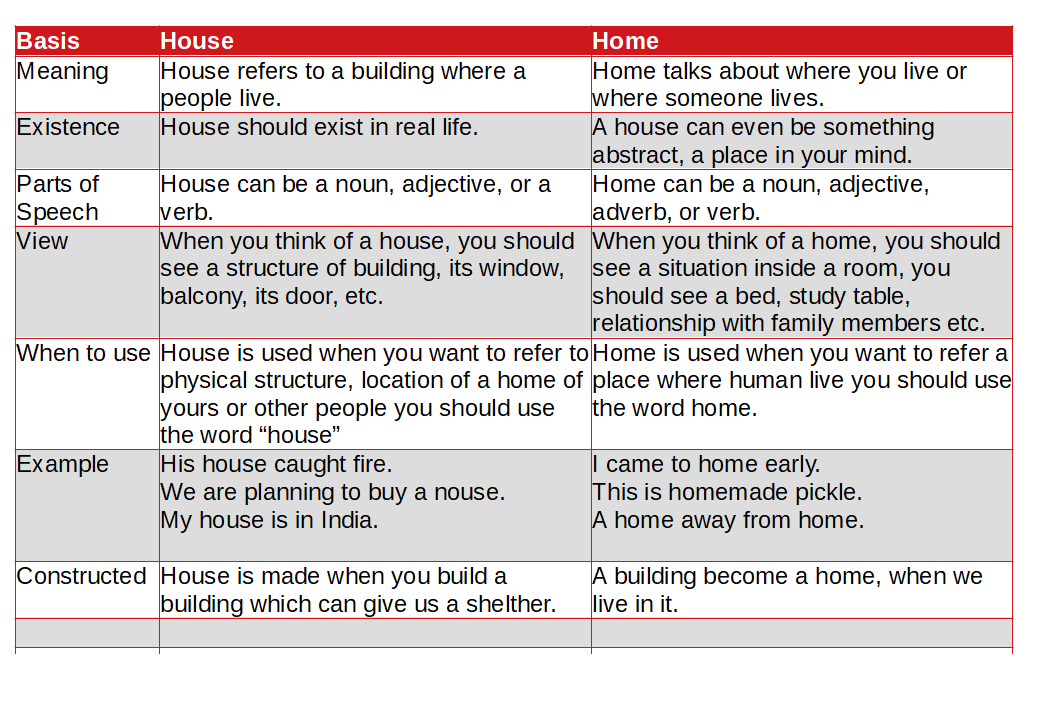 Basis House Home
Meaning House refers to a building where a Home talks about where you live or
people live. where someone lives.
Existence House should exist in real life. A house can even be something
abstract, a place in your mind.
Parts of House can be a noun, adjective, or a Home can be a noun, adjective,
Speech verb. adverb, or verb.
View When you think of a house, you should When you think of a home, you should
see a structure of building, its window, see a situation inside a room, you
balcony, its door, etc. should see a bed, study table,
relationship with family members etc.
When to use House is used when you want to refer to Home is used when you want to refer a
physical structure, location of a home of place where human live you should use
yours or other people you should use the word home.
the word “house”
Example His house caught fire. I came to home early.
We are planning to buy a nouse. This is homemade pickle.
My house is in India. A home away from home.
Constructed House is made when you build a A building become a home, when we
building which can give us a shelther. live in it.